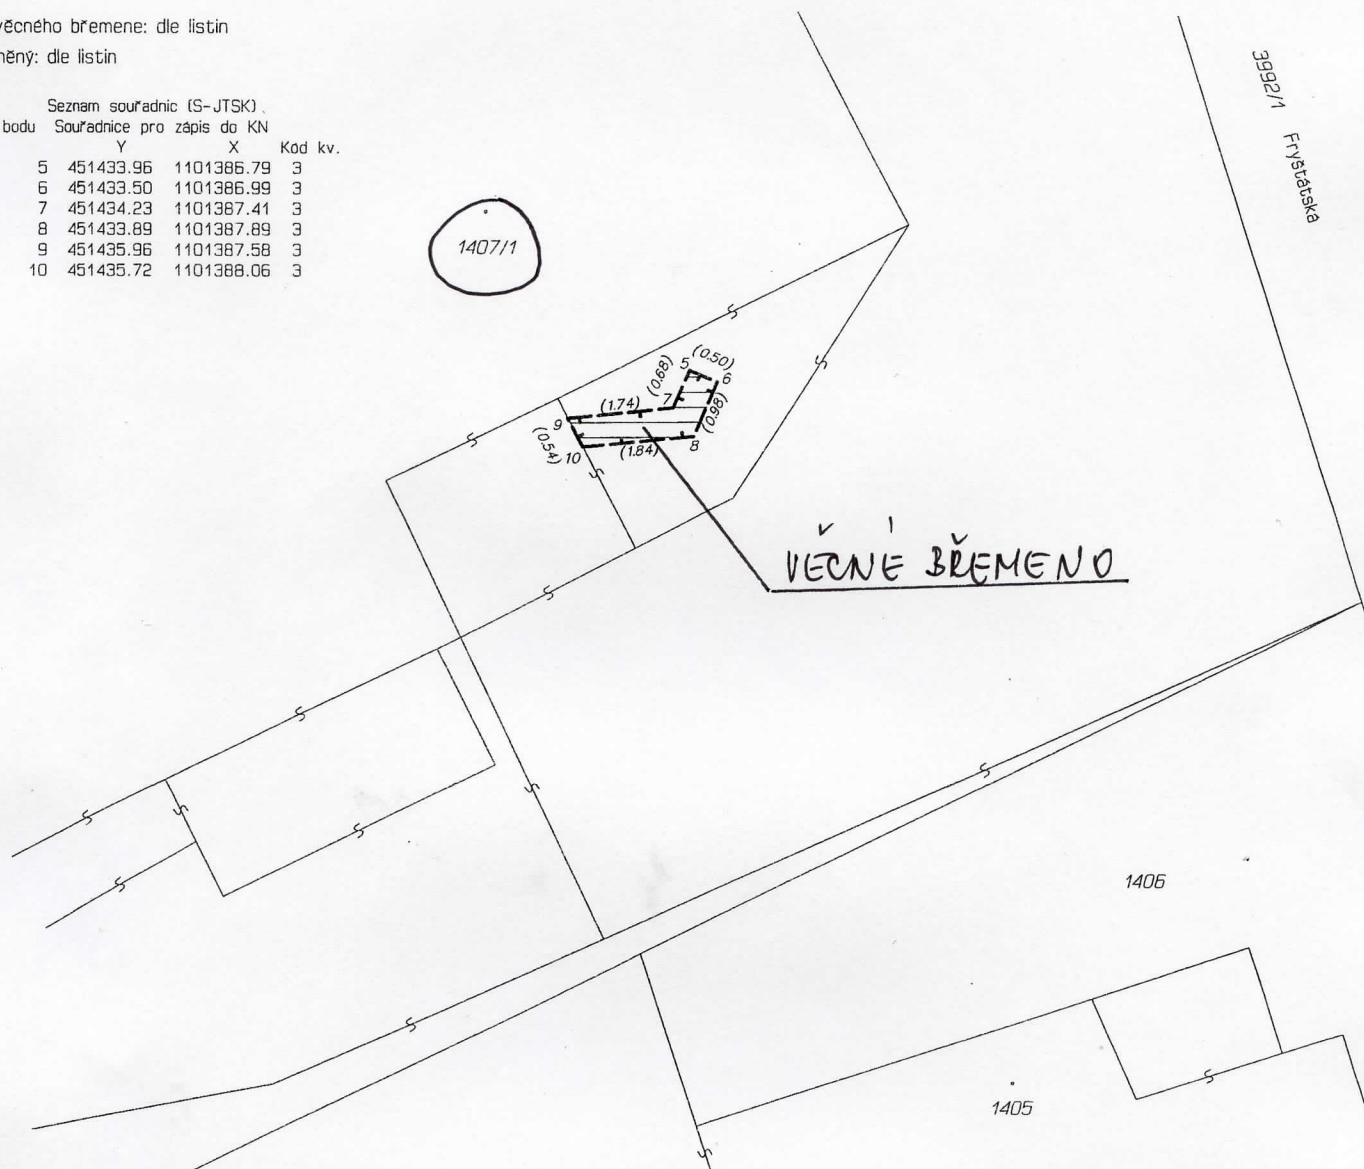 věcného břemene: dle listin
něný: dle listin
Seznam souřadnic (S-JTSK)
bodu Souřadnice pro zápis do KN
Y X Kód kv.
5 451433.96 1101386.79 3
6 451433.50 1101386.99 3
7 451434.23 1101387.41 3
8 451433.89 1101387.89 3
9 451435.96 1101387.58 3
10 451435.72 1101388.06 3
3992/1 Fryštátská
1407/1
5 (0.50)
6
(0.68)
7
(1.74)
(0.98)
9
(0.54)
10
(1.84)
8
VĚCNÉ BŘEMENO
1406
1405